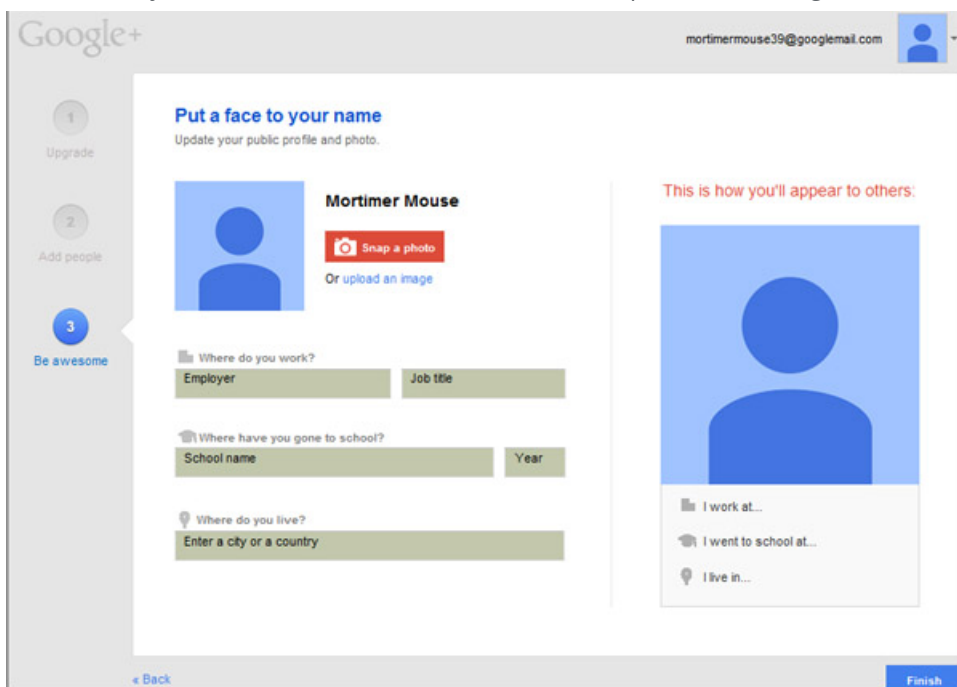 Google+
mortimermouse39@googlemail.com
1
Upgrade
2
Add people
3
Be awesome
Put a face to your name
Update your public profile and photo.
Mortimer Mouse
Snap a photo
Or upload an image
Where do you work?
Employer Job title
Where have you gone to school?
School name Year
Where do you live?
Enter a city or a country
This is how you'll appear to others:
I work at...
I went to school at...
I live in...
« Back
Finish